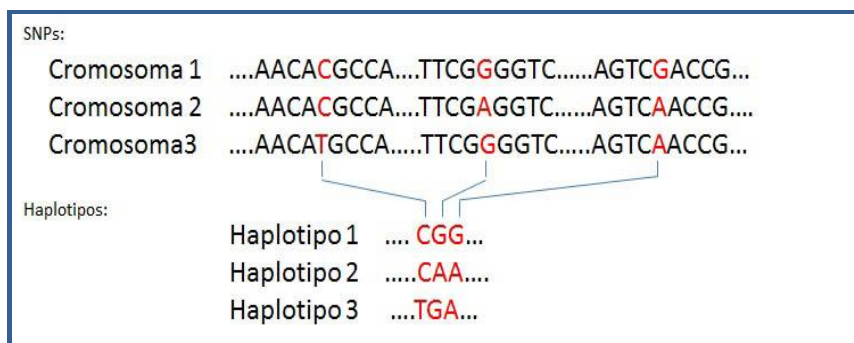 SNPs:
Cromosoma 1 ....AACACGCCA....TTCGGGGTC......AGTCGACCG...
Cromosoma 2 ....AACACGCCA....TTCGAGGTC.....AGTCAACCG....
Cromosoma3 ....AACATGCCA....TTCGGGGTC.....AGTCAACCG...
Haplotipos:
Haplotipo 1 .... CGG...
Haplotipo 2 .....CAA....
Haplotipo 3 ....TGA...